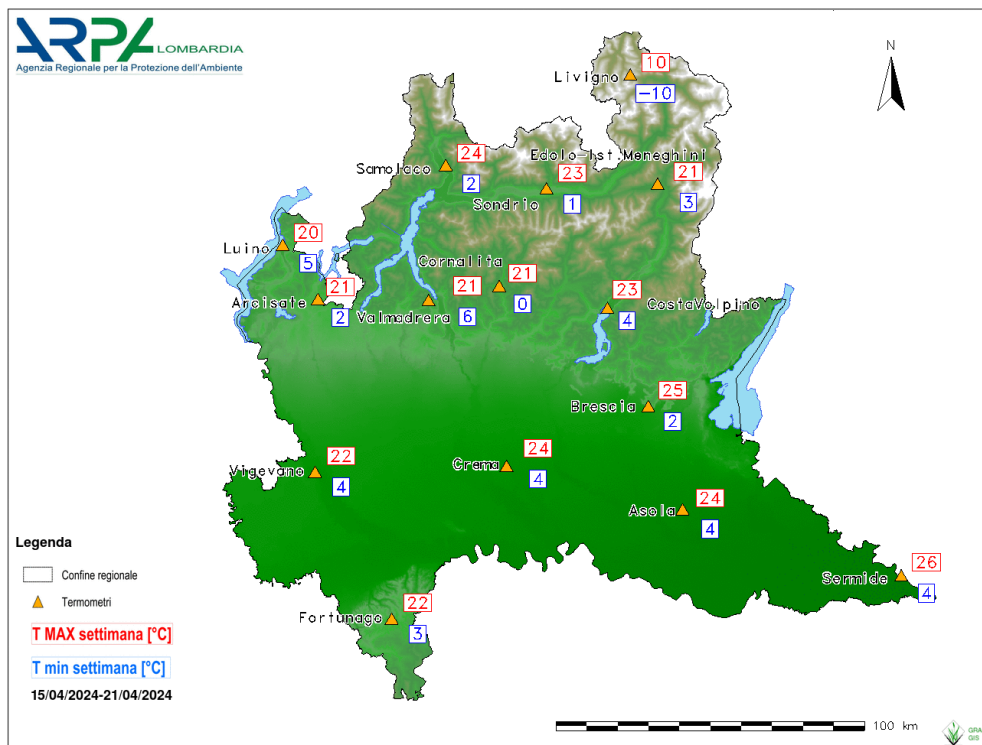 ARPA LOMBARDIA
Agenzia Regionale per la Protezione dell'Ambiente
N
Livigno
10
-10
Samolaco
24
2
Edolo-Ist.Meneghini
21
3
Sondrio
23
1
Luino
20
5
Arcisate
21
2
Valmadrera
21
6
Cornalita
21
0
CostaVolpino
23
4
Brescia
25
2
Vigevano
22
4
Crema
24
4
Asola
24
4
Sermide
26
4
Fortunago
22
3
Legenda
Confine regionale
Termometri
T MAX settimana [°C]
T min settimana [°C]
15/04/2024-21/04/2024
100 km
GRA
GIS